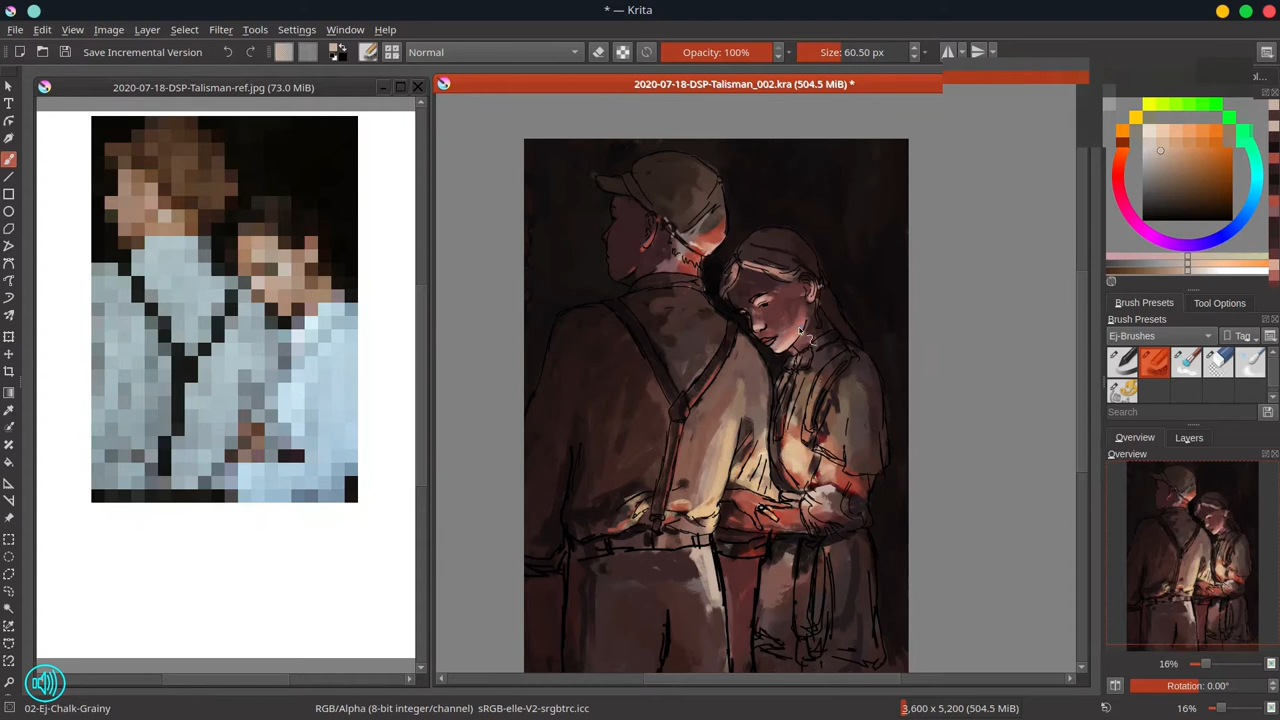 * — Krita
File Edit View Image Layer Select Filter Tools Settings Window Help
Save Incremental Version Normal Opacity: 100% Size: 60.50 px
2020-07-18-DSP-Talisman-ref.jpg (73.0 MiB)
2020-07-18-DSP-Talisman_002.kra (504.5 MiB) *
ol...
Brush Presets Tool Options
Brush Presets
Ej-Brushes Tag
Search
Overview Layers
Overview
16%
Rotation: 0.00°
02-Ej-Chalk-Grainy RGB/Alpha (8-bit integer/channel) sRGB-elle-V2-srgbtrc.icc 3,600 x 5,200 (504.5 MiB) 16%